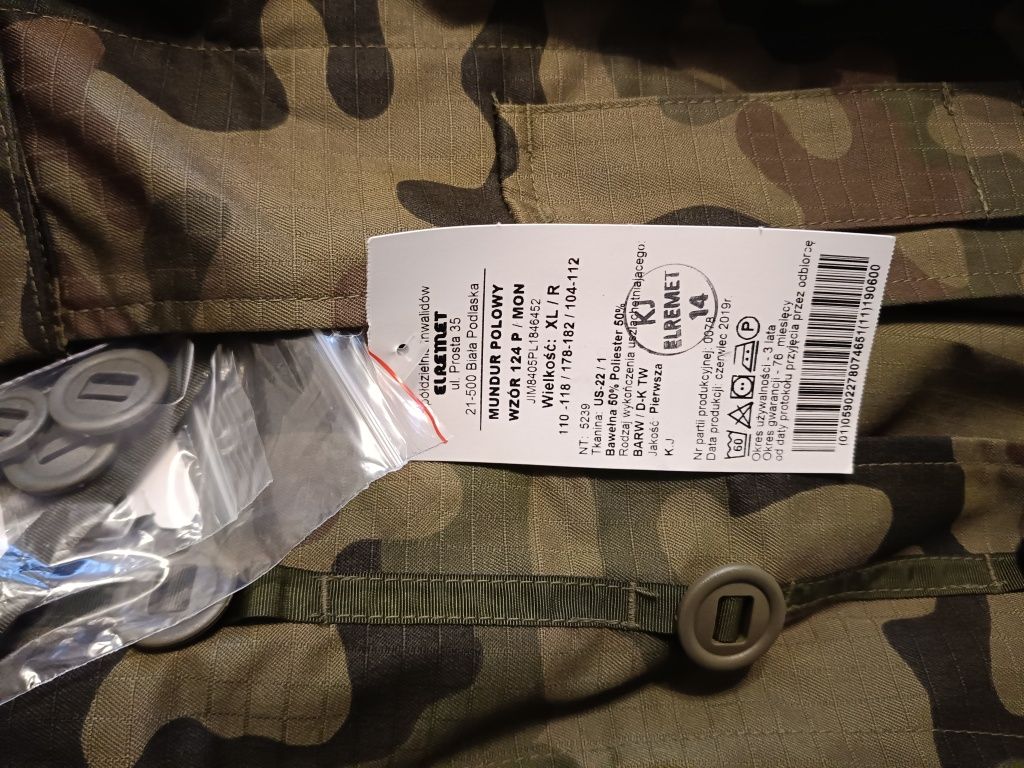 Spółdzielnia Inwalidów
ELREMET
ul. Prosta 35
21-500 Biała Podlaska
MUNDUR POLOWY
WZÓR 124 P / MON
JIM8405PL1846452
Wielkość: XL / R
110 -118 / 178-182 / 104-112
NT: 5239
Tkanina: US-22 / 1
Bawełna 50% Poliester 50%
Rodzaj wykończenia uszlachetniającego:
BARW / D-K TW
Jakość Pierwsza
K.J
KJ
ELREMET
14
Nr partii produkcyjnej:
Data produkcji: czerwiec 2019r
60
P
Okres używalności - 3 lata
Okres gwarancji - 76 miesięcy
od daty protokołu przyjęcia przez odbiorcę
(01)05902278077465(11)190600